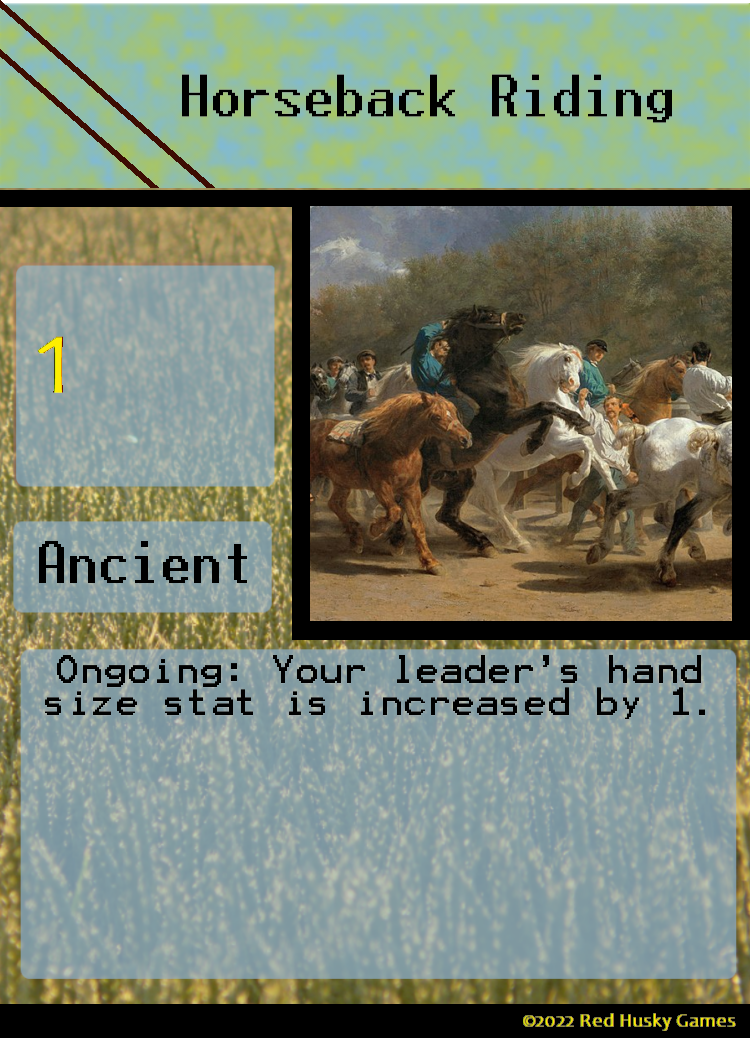 Horseback Riding
1
Ancient
Ongoing: Your leader’s hand
size stat is increased by 1.
©2022 Red Husky Games